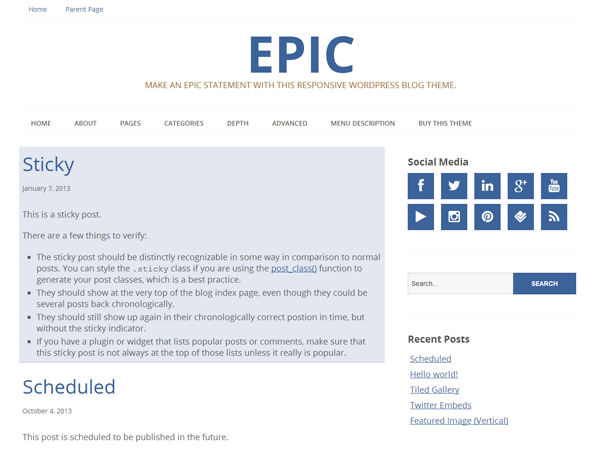 Home Parent Page
EPIC
MAKE AN EPIC STATEMENT WITH THIS RESPONSIVE WORDPRESS BLOG THEME.
HOME ABOUT PAGES CATEGORIES DEPTH ADVANCED MENU DESCRIPTION BUY THIS THEME
Sticky
January 7, 2013
This is a sticky post.
There are a few things to verify:
The sticky post should be distinctly recognizable in some way in comparison to normal
posts. You can style the .sticky class if you are using the post_class() function to
generate your post classes, which is a best practice.
They should show at the very top of the blog index page, even though they could be
several posts back chronologically.
They should still show up again in their chronologically correct postion in time, but
without the sticky indicator.
If you have a plugin or widget that lists popular posts or comments, make sure that
this sticky post is not always at the top of those lists unless it really is popular.
Scheduled
October 4, 2013
This post is scheduled to be published in the future.
Social Media
f in g+ You Tube
Search... SEARCH
Recent Posts
Scheduled
Hello world!
Tiled Gallery
Twitter Embeds
Featured Image (Vertical)